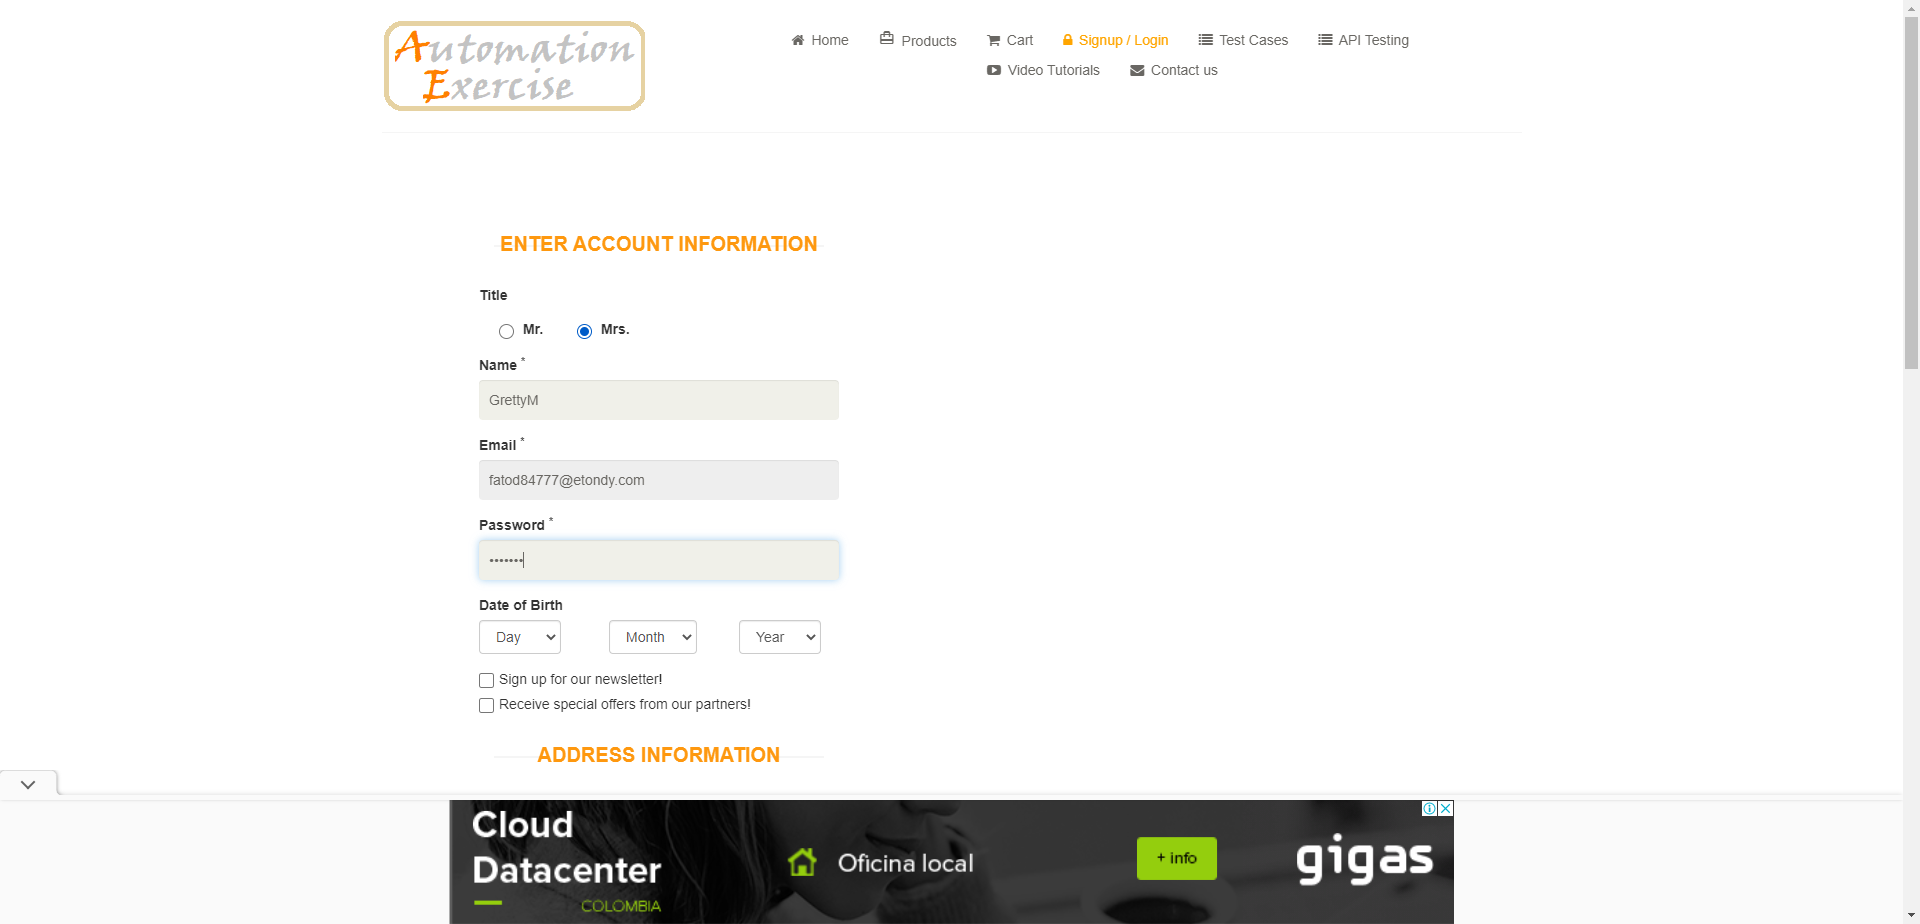 Automation
Exercise
Home
Products
Cart
Signup / Login
Test Cases
API Testing
Video Tutorials
Contact us
ENTER ACCOUNT INFORMATION
Title
Mr.
Mrs.
Name *
GrettyM
Email *
fatod84777@etondy.com
Password *
•••••••
Date of Birth
Day
Month
Year
Sign up for our newsletter!
Receive special offers from our partners!
ADDRESS INFORMATION
Cloud
Datacenter
COLOMBIA
Oficina local
+ info
gigas